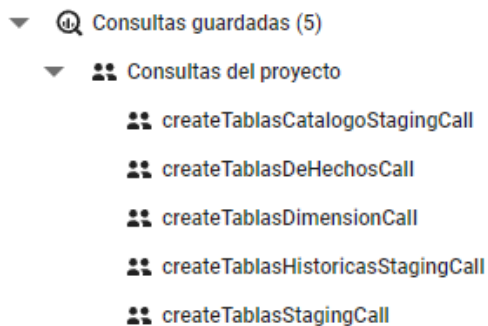 Consultas guardadas (5)
Consultas del proyecto
createTablasCatalogoStagingCall
createTablasDeHechosCall
createTablasDimensionCall
createTablasHistoricasStagingCall
createTablasStagingCall